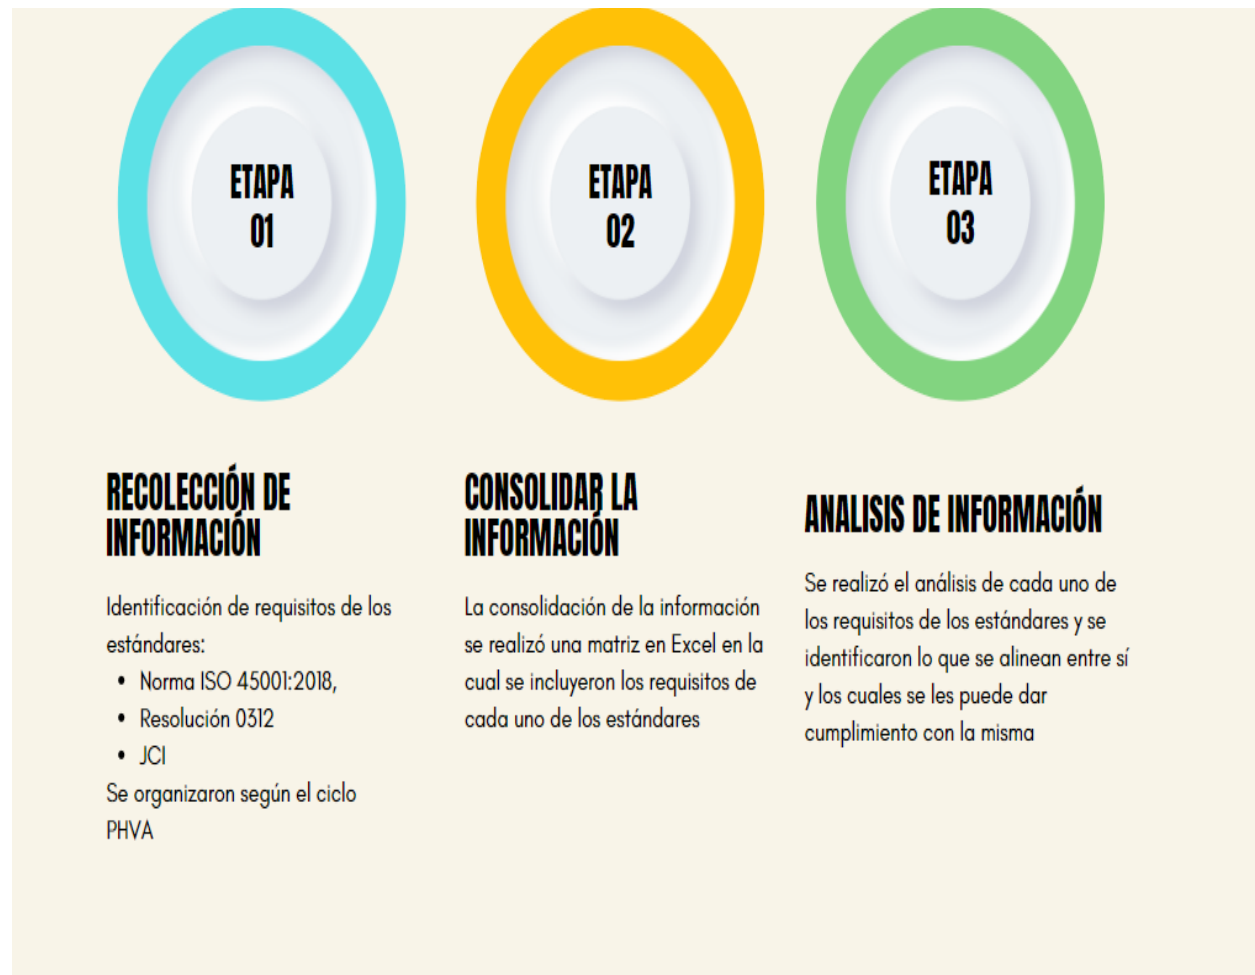 ETAPA
01
RECOLECCIÓN DE
INFORMACIÓN
Identificación de requisitos de los
estándares:
• Norma ISO 45001:2018,
• Resolución 0312
• JCI
Se organizaron según el ciclo
PHVA
ETAPA
02
CONSOLIDAR LA
INFORMACIÓN
La consolidación de la información
se realizó una matriz en Excel en la
cual se incluyeron los requisitos de
cada uno de los estándares
ETAPA
03
ANALISIS DE INFORMACIÓN
Se realizó el análisis de cada uno de
los requisitos de los estándares y se
identificaron lo que se alinean entre sí
y los cuales se les puede dar
cumplimiento con la misma